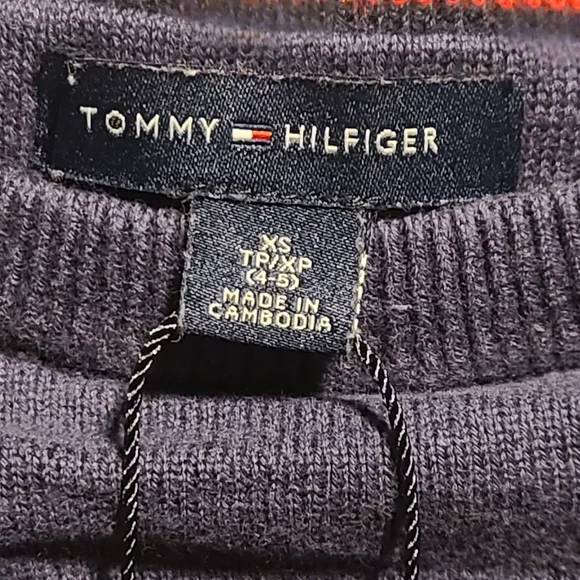 TOMMY HILFIGER
XS
TP/XP
(4-5)
MADE IN
CAMBODIA